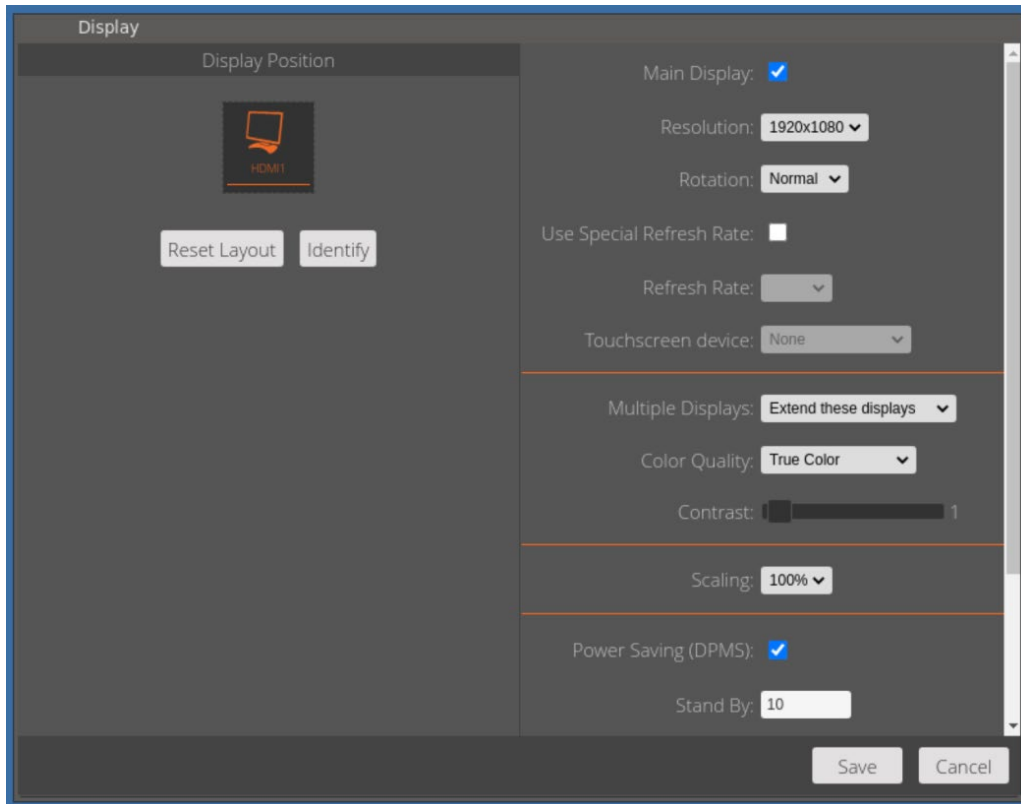 Display
Display Position
HDMI1
Reset Layout
Identify
Main Display:
Resolution: 1920x1080
Rotation: Normal
Use Special Refresh Rate:
Refresh Rate:
Touchscreen device: None
Multiple Displays: Extend these displays
Color Quality: True Color
Contrast: 1
Scaling: 100%
Power Saving (DPMS):
Stand By: 10
Save
Cancel